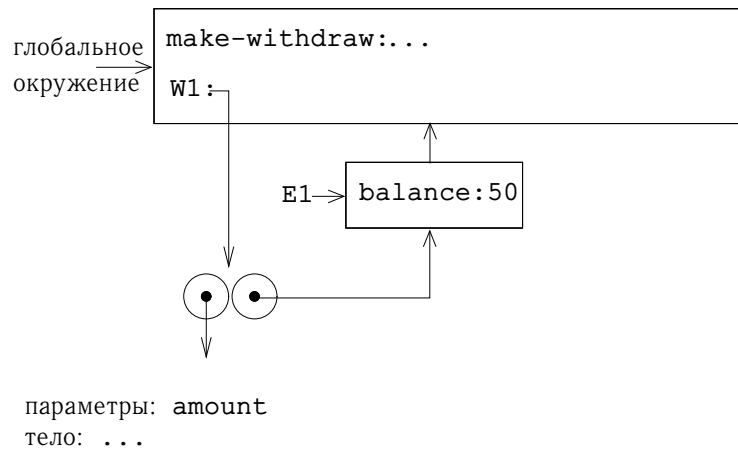 глобальное
окружение
make-withdraw:...
W1:
E1
balance:50
параметры: amount
тело: ...